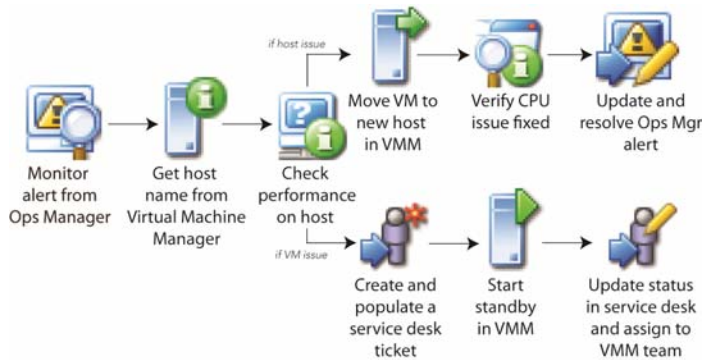 Monitor
alert from
Ops Manager
Get host
name from
Virtual Machine
Manager
Check
performance
on host
if host issue
Move VM to
new host
in VMM
Verify CPU
issue fixed
Update and
resolve Ops Mgr
alert
if VM issue
Create and
populate a
service desk
ticket
Start
standby
in VMM
Update status
in service desk
and assign to
VMM team